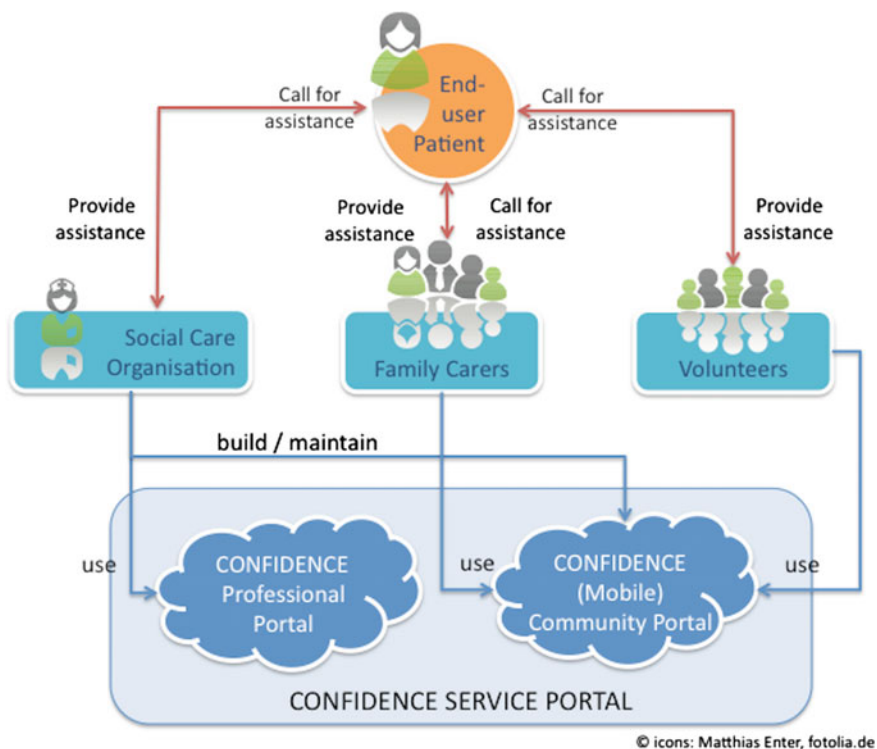 End-
user
Patient
Call for
assistance
Call for
assistance
Provide
assistance
Provide
assistance
Call for
assistance
Provide
assistance
Social Care
Organisation
Family Carers
Volunteers
build / maintain
use
CONFIDENCE
Professional
Portal
use
CONFIDENCE
(Mobile)
Community Portal
use
CONFIDENCE SERVICE PORTAL
© icons: Matthias Enter, fotolia.de